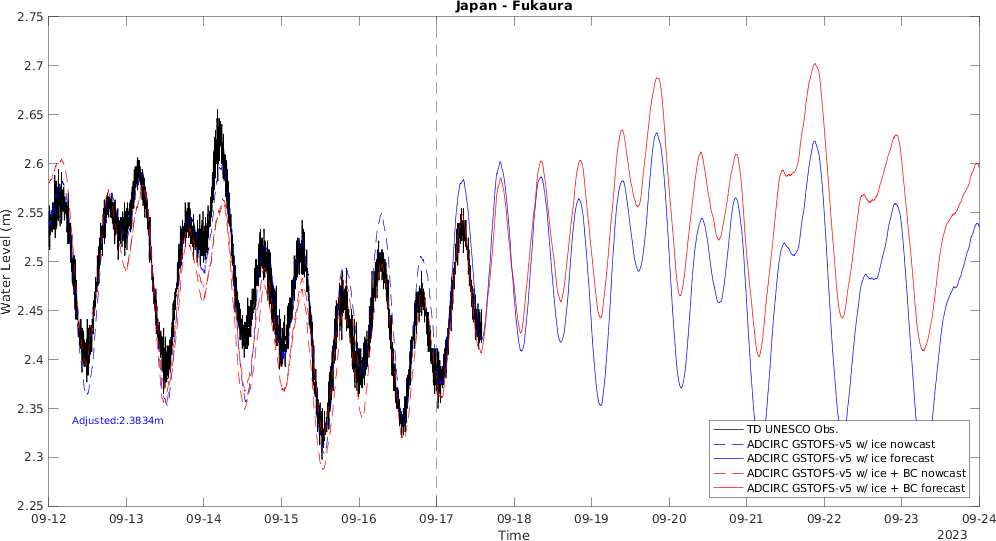 Japan - Fukaura
Water Level (m)
2.75
2.7
2.65
2.6
2.55
2.5
2.45
2.4
2.35
2.3
2.25
Adjusted:2.3834m
TD UNESCO Obs.
ADCIRC GSTOFS-v5 w/ ice nowcast
ADCIRC GSTOFS-v5 w/ ice forecast
ADCIRC GSTOFS-v5 w/ ice + BC nowcast
ADCIRC GSTOFS-v5 w/ ice + BC forecast
09-12 09-13 09-14 09-15 09-16 09-17 09-18 09-19 09-20 09-21 09-22 09-23 09-24
Time
2023